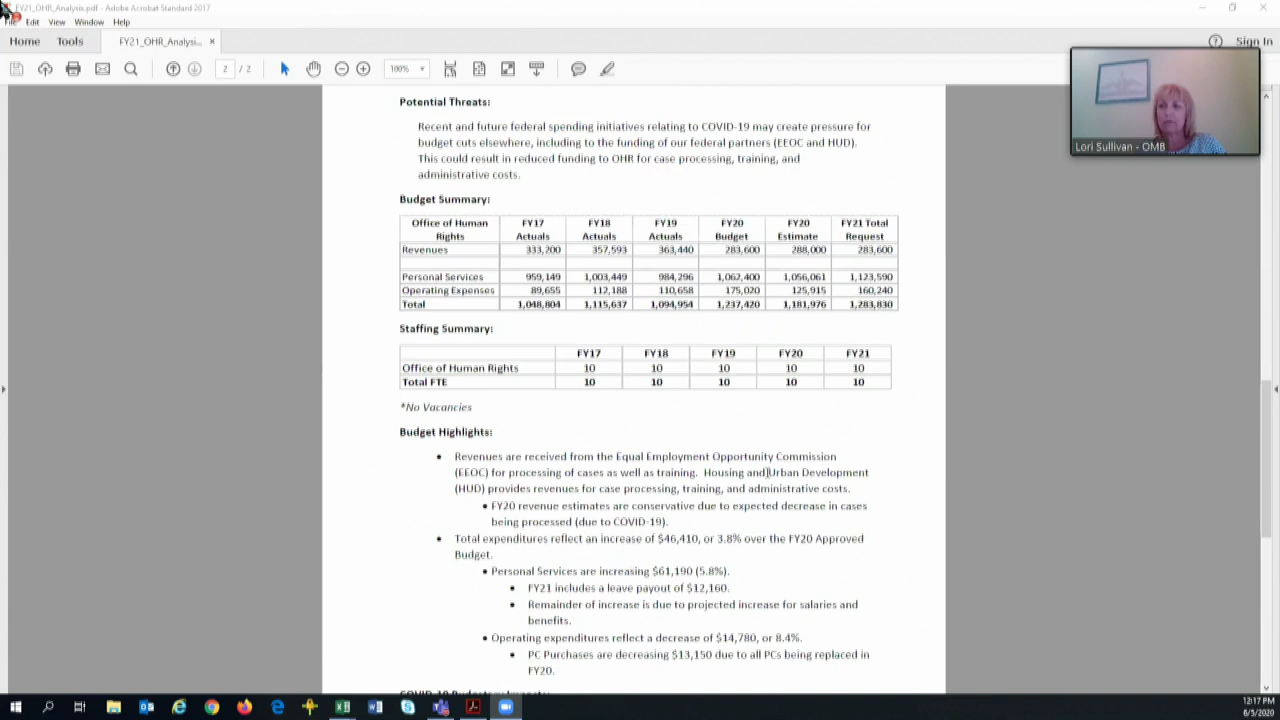 FY21_OHR_Analysis.pdf - Adobe Acrobat Standard 2017
File Edit View Window Help
Home Tools FY21_OHR_Analysi... × Sign In
2 / 2 100%
Lori Sullivan - OMB
Potential Threats:
Recent and future federal spending initiatives relating to COVID-19 may create pressure for
budget cuts elsewhere, including to the funding of our federal partners (EEOC and HUD).
This could result in reduced funding to OHR for case processing, training, and
administrative costs.
Budget Summary:
Office of Human FY17 FY18 FY19 FY20 FY20 FY21 Total
Rights Actuals Actuals Actuals Budget Estimate Request
Revenues 333,200 357,593 363,440 283,600 288,000 283,600
Personal Services 959,149 1,003,449 984,296 1,062,400 1,056,061 1,123,590
Operating Expenses 89,655 112,188 110,658 175,020 125,915 160,240
Total 1,048,804 1,115,637 1,094,954 1,237,420 1,181,976 1,283,830
Staffing Summary:
FY17 FY18 FY19 FY20 FY21
Office of Human Rights 10 10 10 10 10
Total FTE 10 10 10 10 10
*No Vacancies
Budget Highlights:
• Revenues are received from the Equal Employment Opportunity Commission
(EEOC) for processing of cases as well as training. Housing and Urban Development
(HUD) provides revenues for case processing, training, and administrative costs.
• FY20 revenue estimates are conservative due to expected decrease in cases
being processed (due to COVID-19).
• Total expenditures reflect an increase of $46,410, or 3.8% over the FY20 Approved
Budget.
• Personal Services are increasing $61,190 (5.8%).
• FY21 includes a leave payout of $12,160.
• Remainder of increase is due to projected increase for salaries and
benefits.
• Operating expenditures reflect a decrease of $14,780, or 8.4%.
• PC Purchases are decreasing $13,150 due to all PCs being replaced in
FY20.
COVID-19 Budgetary Impacts:
12:17 PM
6/5/2020